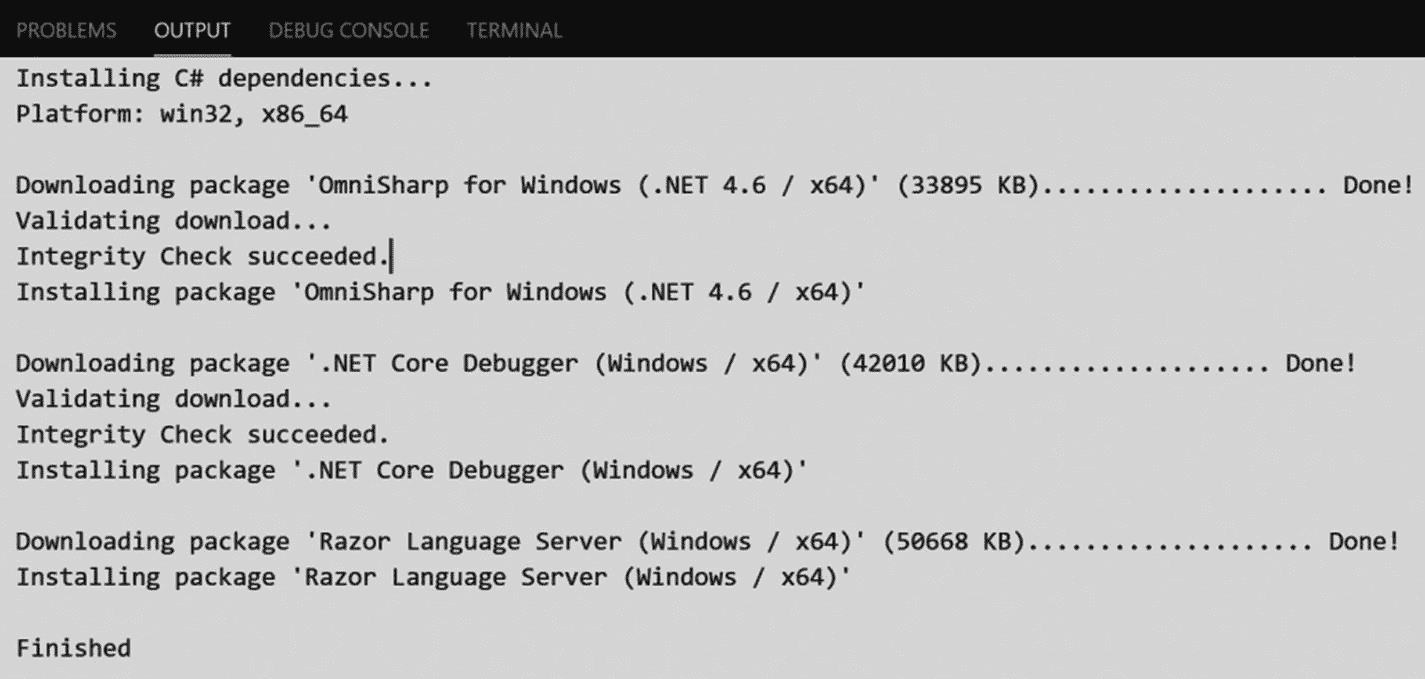 PROBLEMS OUTPUT DEBUG CONSOLE TERMINAL
Installing C# dependencies...
Platform: win32, x86_64
Downloading package 'OmniSharp for Windows (.NET 4.6 / x64)' (33895 KB).................... Done!
Validating download...
Integrity Check succeeded.
Installing package 'OmniSharp for Windows (.NET 4.6 / x64)'
Downloading package '.NET Core Debugger (Windows / x64)' (42010 KB).................... Done!
Validating download...
Integrity Check succeeded.
Installing package '.NET Core Debugger (Windows / x64)'
Downloading package 'Razor Language Server (Windows / x64)' (50668 KB).................... Done!
Installing package 'Razor Language Server (Windows / x64)'
Finished